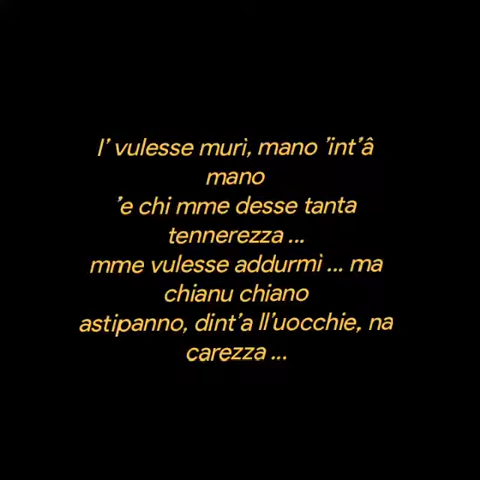 I' vulesse murì, mano 'int'â
mano
'e chi mme desse tanta
tennerezza ...
mme vulesse addurmì ... ma
chianu chiano
astipanno, dint'a ll'uocchie, na
carezza ...